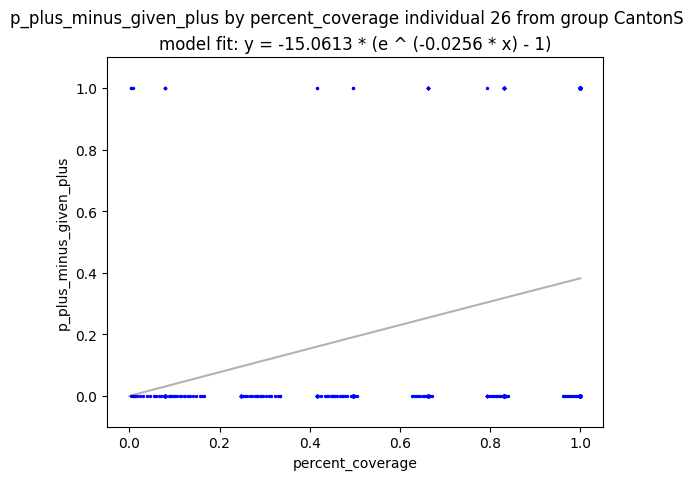 p_plus_minus_given_plus by percent_coverage individual 26 from group CantonS
model fit: y = -15.0613 * (e ^ (-0.0256 * x) - 1)
1.0
0.8
0.6
0.4
0.2
0.0
p_plus_minus_given_plus
0.0 0.2 0.4 0.6 0.8 1.0
percent_coverage